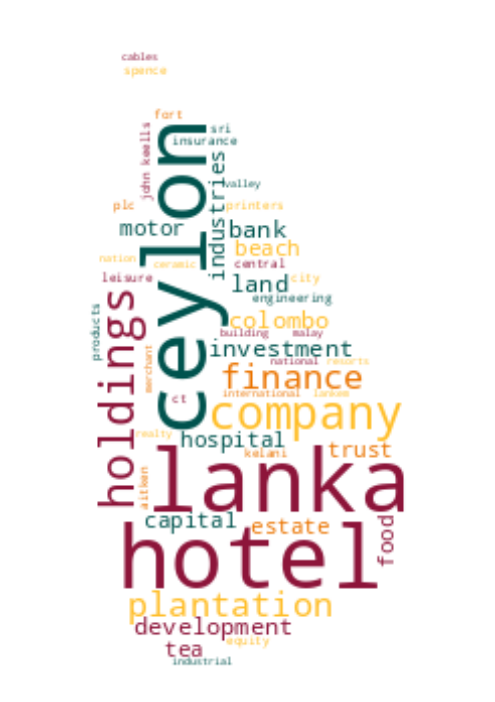 cables
spence
fort
sri
insurance
john keells
ceylon
industries
valley
plc
printers
motor
bank
beach
nation
ceramic
central
leisure
land
city
engineering
holdings
products
colombo
building
malay
investment
merchant
national
resorts
finance
ct
international
lankem
company
realty
hospital
kelani
trust
lanka
aitken
capital
estate
food
hotel
plantation
development
equity
tea
industrial